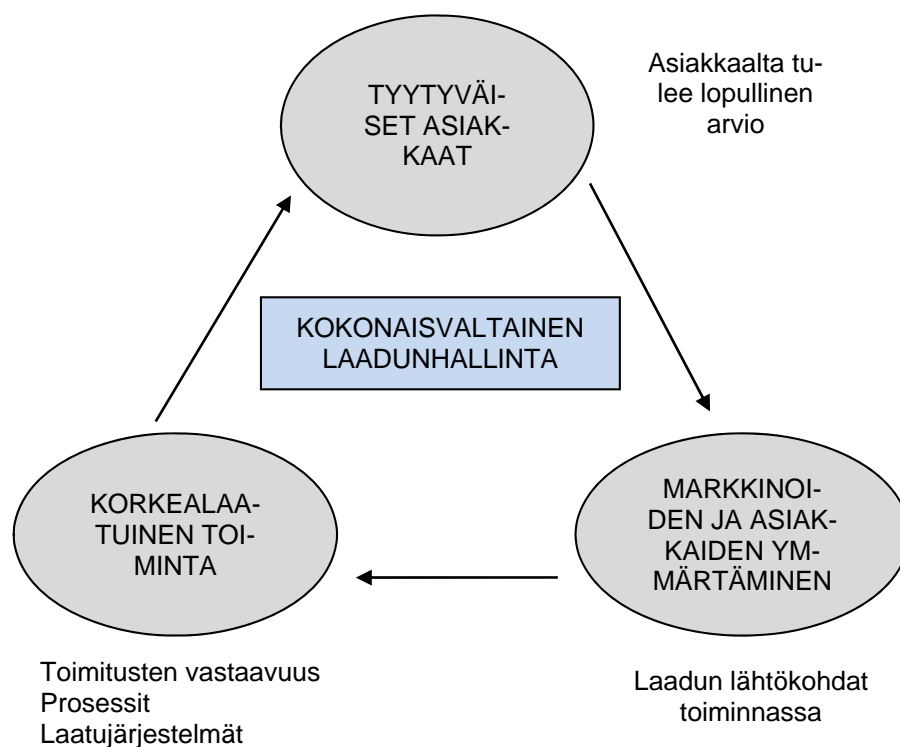 TYYTYVÄI-
SET ASIAK-
KAAT
Asiakkaalta tu-
lee lopullinen
arvio
KOKONAISVALTAINEN
LAADUNHALLINTA
KORKEALAA-
TUINEN TOI-
MINTA
MARKKINOI-
DEN JA ASIAK-
KAIDEN YM-
MÄRTÄMINEN
Toimitusten vastaavuus
Prosessit
Laatujärjestelmät
Laadun lähtökohdat
toiminnassa